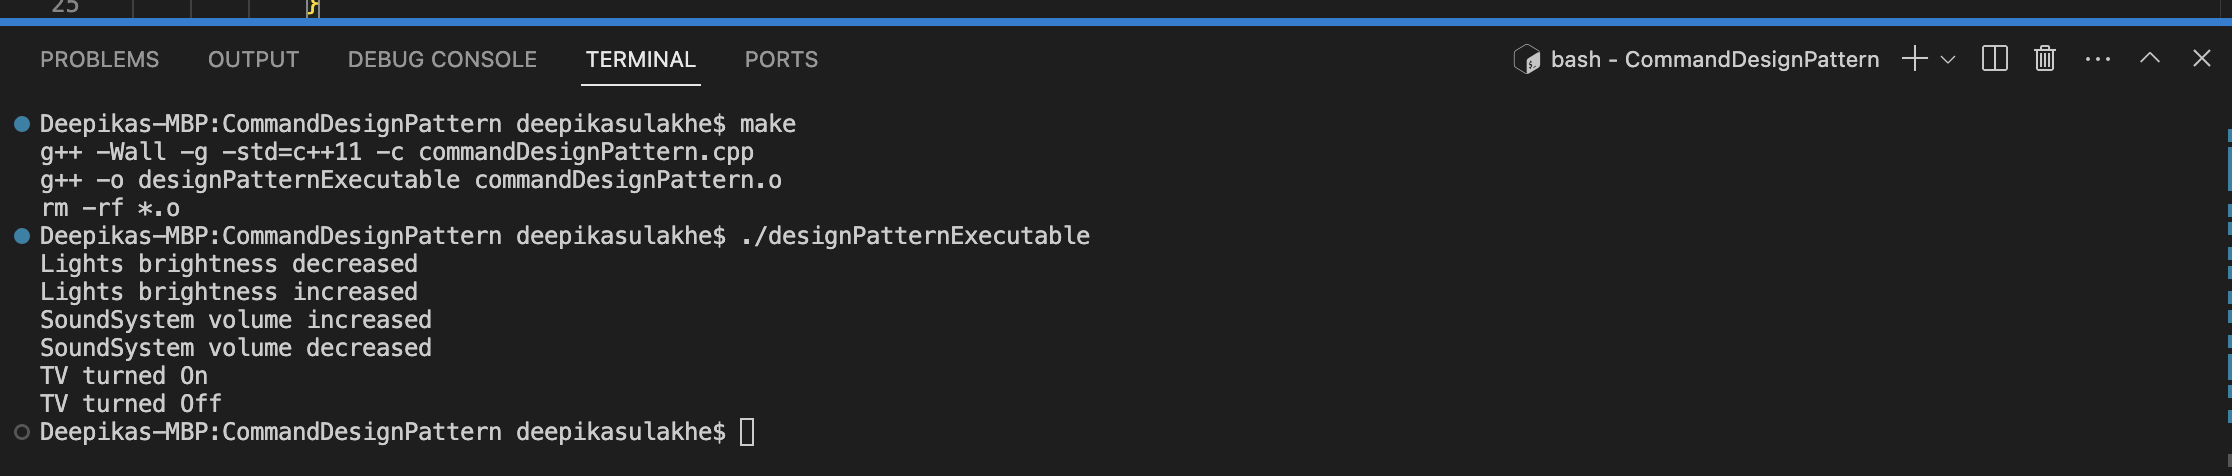 25 }
PROBLEMS OUTPUT DEBUG CONSOLE TERMINAL PORTS bash - CommandDesignPattern
Deepikas-MBP:CommandDesignPattern deepikasulakhe$ make
g++ -Wall -g -std=c++11 -c commandDesignPattern.cpp
g++ -o designPatternExecutable commandDesignPattern.o
rm -rf *.o
Deepikas-MBP:CommandDesignPattern deepikasulakhe$ ./designPatternExecutable
Lights brightness decreased
Lights brightness increased
SoundSystem volume increased
SoundSystem volume decreased
TV turned On
TV turned Off
Deepikas-MBP:CommandDesignPattern deepikasulakhe$